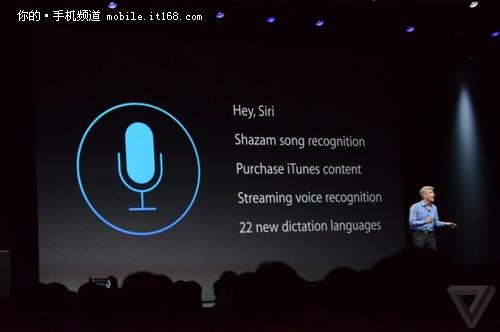 你的·手机频道 mobile.it168.com
Hey, Siri
Shazam song recognition
Purchase iTunes content
Streaming voice recognition
22 new dictation languages